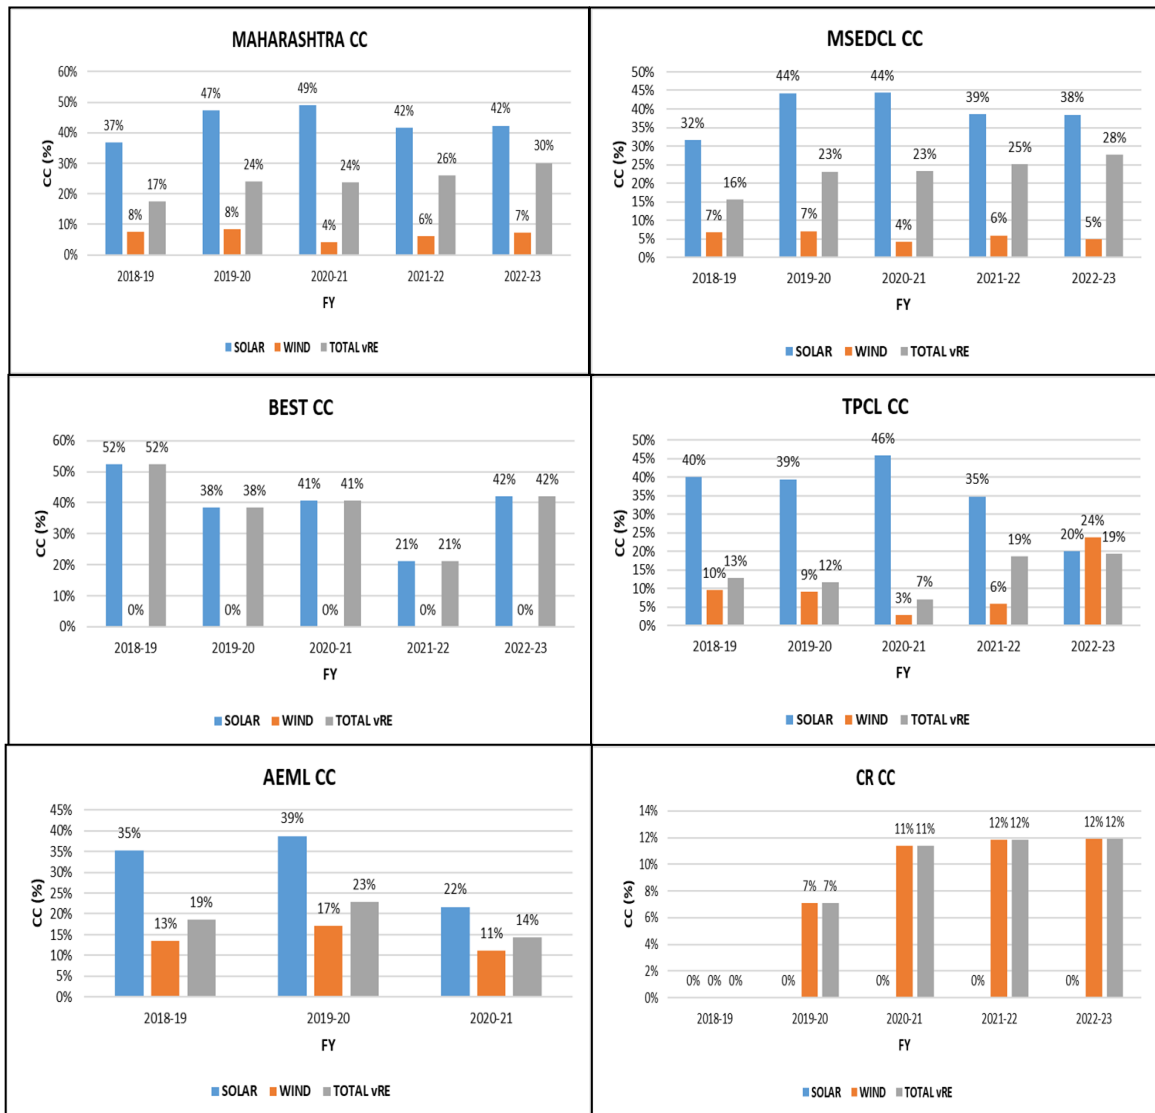 MAHARASHTRA CC
CC (%)
60%
50%
40%
30%
20%
10%
0%
37% 8% 17%
47% 8% 24%
49% 4% 24%
42% 6% 26%
42% 7% 30%
2018-19 2019-20 2020-21 2021-22 2022-23
FY
SOLAR WIND TOTAL vRE
MSEDCL CC
CC (%)
50%
45%
40%
35%
30%
25%
20%
15%
10%
5%
0%
32% 7% 16%
44% 7% 23%
44% 4% 23%
39% 6% 25%
38% 5% 28%
2018-19 2019-20 2020-21 2021-22 2022-23
FY
SOLAR WIND TOTAL vRE
BEST CC
CC (%)
60%
50%
40%
30%
20%
10%
0%
52% 0% 52%
38% 0% 38%
41% 0% 41%
21% 0% 21%
42% 0% 42%
2018-19 2019-20 2020-21 2021-22 2022-23
FY
SOLAR WIND TOTAL vRE
TPCL CC
CC (%)
50%
45%
40%
35%
30%
25%
20%
15%
10%
5%
0%
40% 10% 13%
39% 9% 12%
46% 3% 7%
35% 6% 19%
20% 24% 19%
2018-19 2019-20 2020-21 2021-22 2022-23
FY
SOLAR WIND TOTAL vRE
AEML CC
CC (%)
45%
40%
35%
30%
25%
20%
15%
10%
5%
0%
35% 13% 19%
39% 17% 23%
22% 11% 14%
2018-19 2019-20 2020-21
FY
SOLAR WIND TOTAL vRE
CR CC
CC (%)
14%
12%
10%
8%
6%
4%
2%
0%
0% 0% 0%
0% 7% 7%
0% 11% 11%
0% 12% 12%
0% 12% 12%
2018-19 2019-20 2020-21 2021-22 2022-23
FY
SOLAR WIND TOTAL vRE